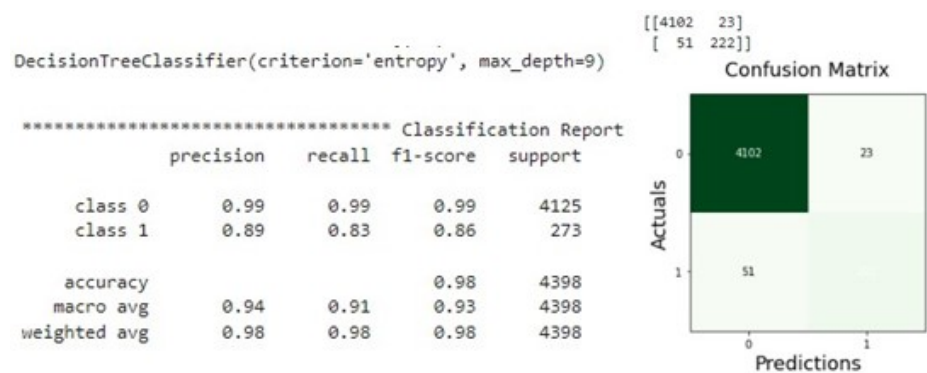 [[4102 23]
[ 51 222]]
DecisionTreeClassifier(criterion='entropy', max_depth=9)
********************************** Classification Report
precision recall f1-score support
class 0 0.99 0.99 0.99 4125
class 1 0.89 0.83 0.86 273
accuracy 0.98 4398
macro avg 0.94 0.91 0.93 4398
weighted avg 0.98 0.98 0.98 4398
Confusion Matrix
Actuals
0 4102 23
1 51
0 1
Predictions